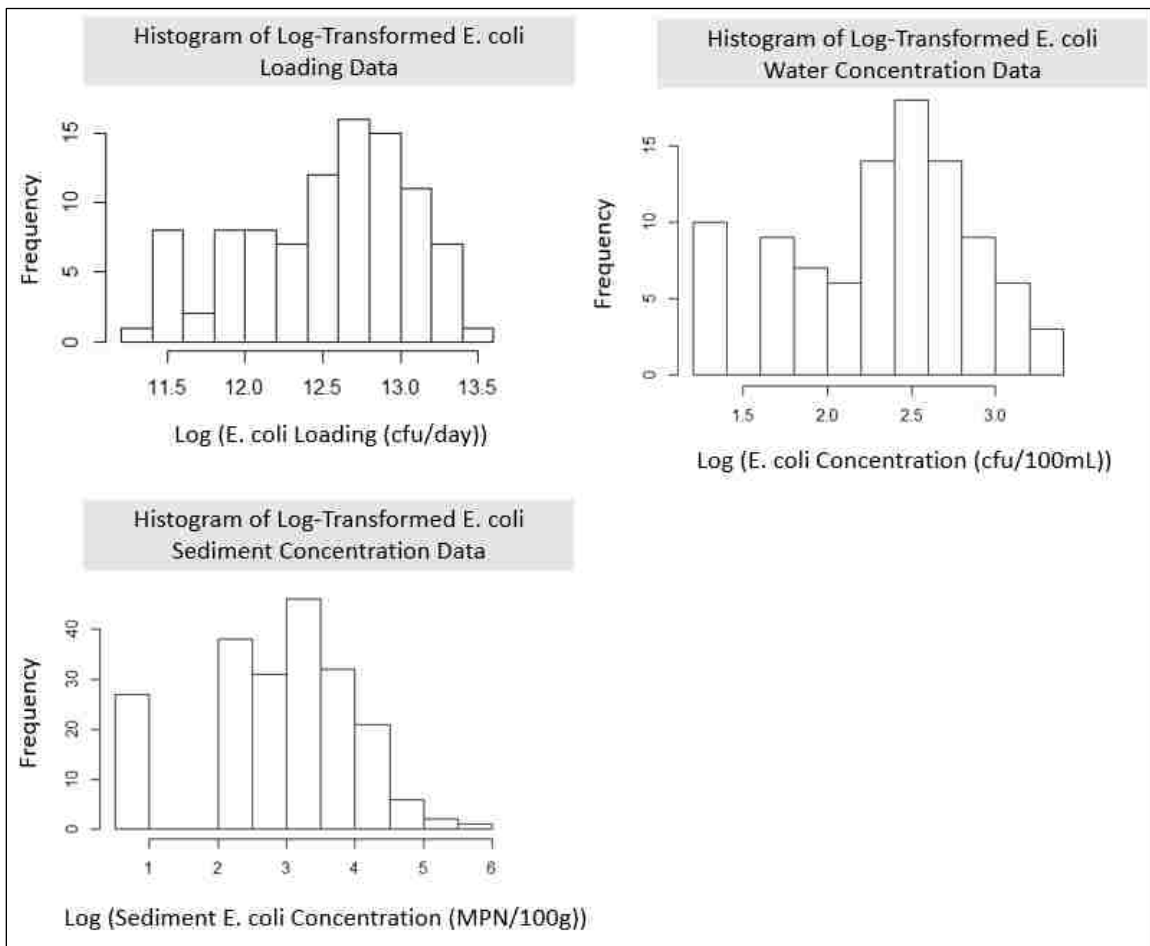 Histogram of Log-Transformed E. coli
Loading Data
Frequency
15
10
5
0
11.5 12.0 12.5 13.0 13.5
Log (E. coli Loading (cfu/day))
Histogram of Log-Transformed E. coli
Water Concentration Data
Frequency
15
10
5
0
1.5 2.0 2.5 3.0
Log (E. coli Concentration (cfu/100mL))
Histogram of Log-Transformed E. coli
Sediment Concentration Data
Frequency
40
30
20
10
0
1 2 3 4 5 6
Log (Sediment E. coli Concentration (MPN/100g))